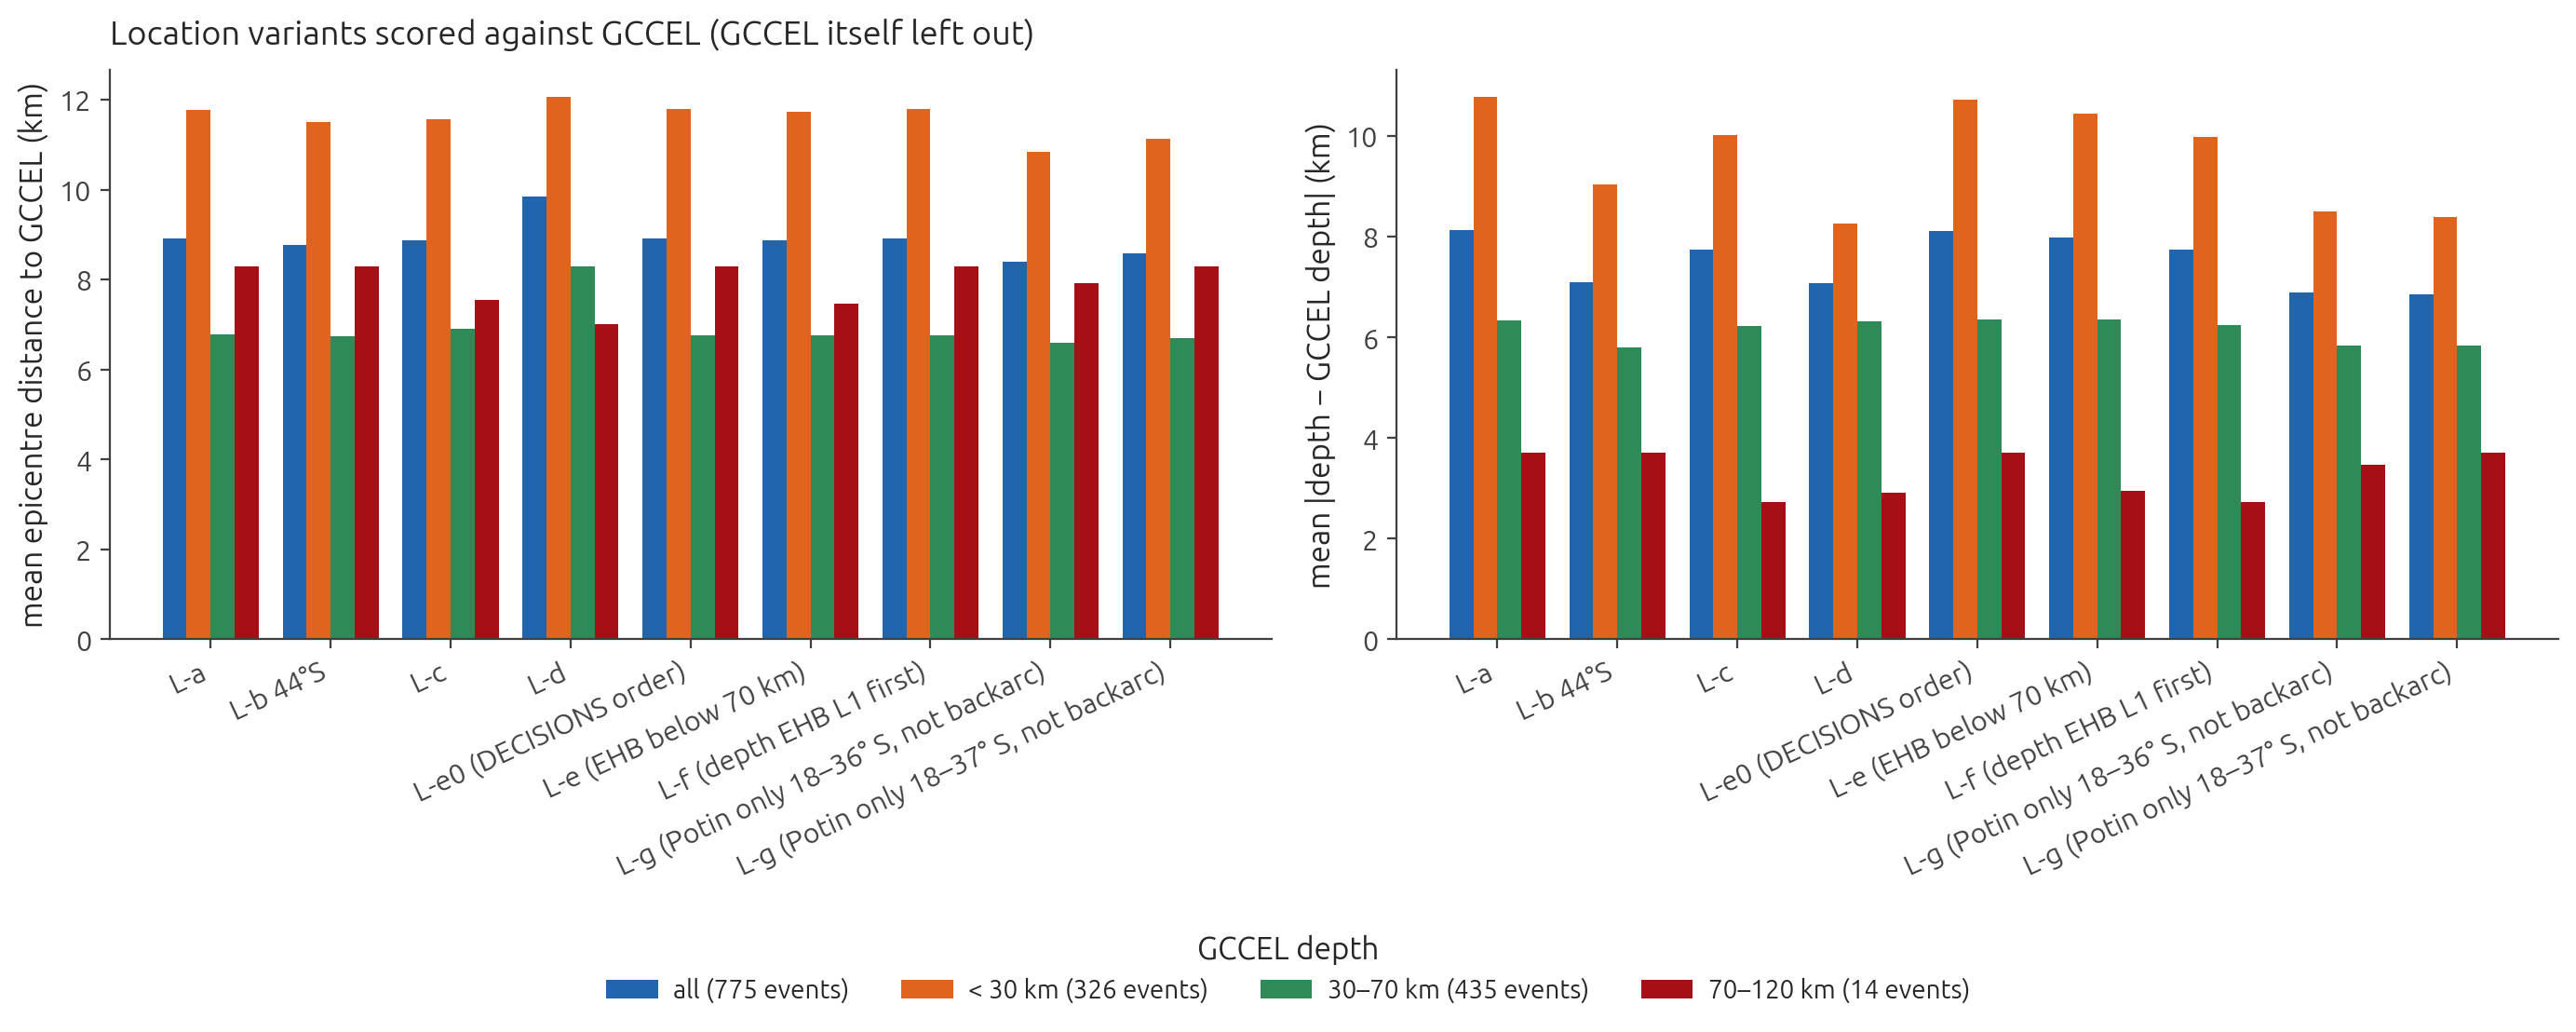 Location variants scored against GCCEL (GCCEL itself left out)
mean epicentre distance to GCCEL (km)
12
10
8
6
4
2
0
L-a
L-b 44°S
L-c
L-d
L-e0 (DECISIONS order)
L-e (EHB below 70 km)
L-f (depth EHB L1 first)
L-g (Potin only 18–36° S, not backarc)
L-g (Potin only 18–37° S, not backarc)
mean |depth − GCCEL depth| (km)
10
8
6
4
2
0
L-a
L-b 44°S
L-c
L-d
L-e0 (DECISIONS order)
L-e (EHB below 70 km)
L-f (depth EHB L1 first)
L-g (Potin only 18–36° S, not backarc)
L-g (Potin only 18–37° S, not backarc)
GCCEL depth
all (775 events)
< 30 km (326 events)
30–70 km (435 events)
70–120 km (14 events)